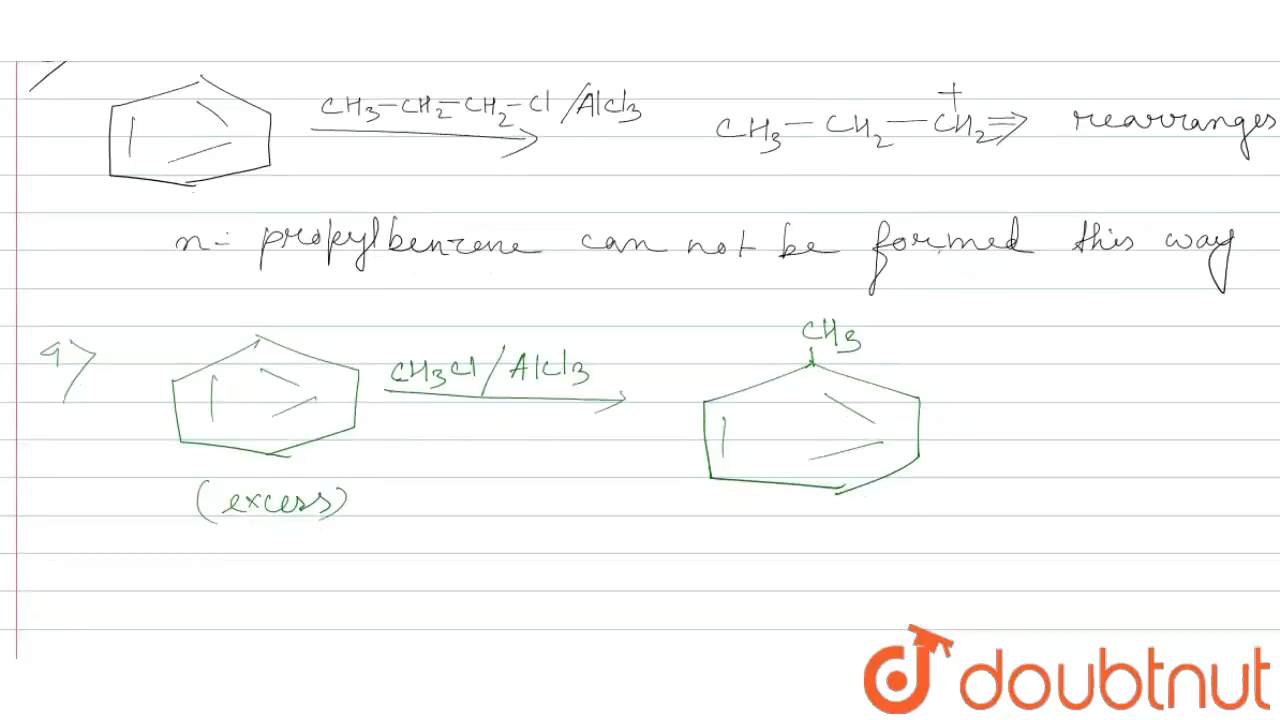 CH3-CH2-CH2-Cl/AlCl3
CH3-CH2-CH2+ ⇒ rearranges
n-propylbenzene can not be formed this way
CH3
4> CH3Cl/AlCl3
(excess)
doubtnut